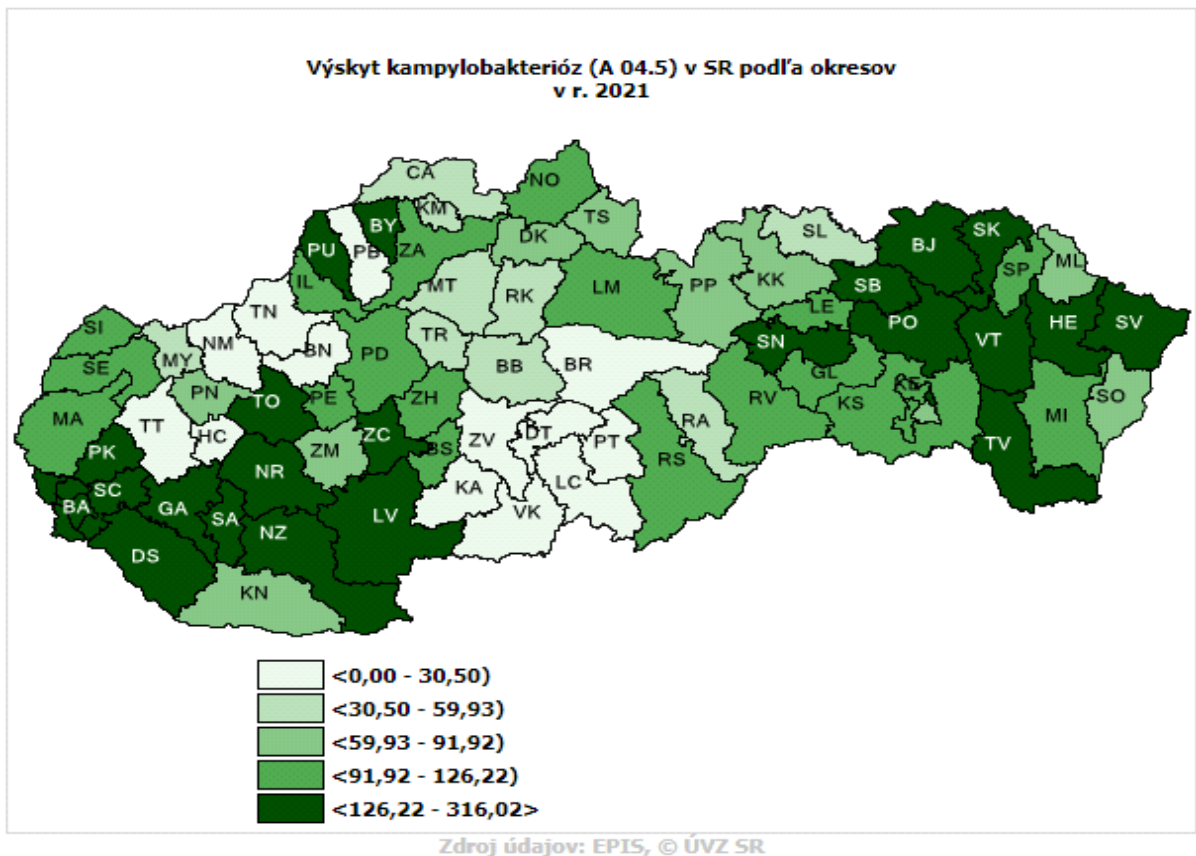 Výskyt kampylobakterióz (A 04.5) v SR podľa okresov
v r. 2021
CA
NO
KM
TS
BY
PU
PB
ZA
DK
SL
BJ
SK
ML
SP
IL
MT
RK
LM
PP
KK
SB
LE
TN
SI
NM
MY
BN
PD
TR
BB
BR
SN
PO
VT
HE
SV
SE
PN
TO
PE
ZH
GL
KE
RV
KS
MI
SO
MA
TT
HC
ZM
ZC
BS
ZV
DT
PT
RA
RS
TV
PK
NR
KA
LC
SC
BA
GA
SA
NZ
LV
VK
DS
KN
<0,00 - 30,50)
<30,50 - 59,93)
<59,93 - 91,92)
<91,92 - 126,22)
<126,22 - 316,02>
Zdroj údajov: EPIS, © ÚVZ SR